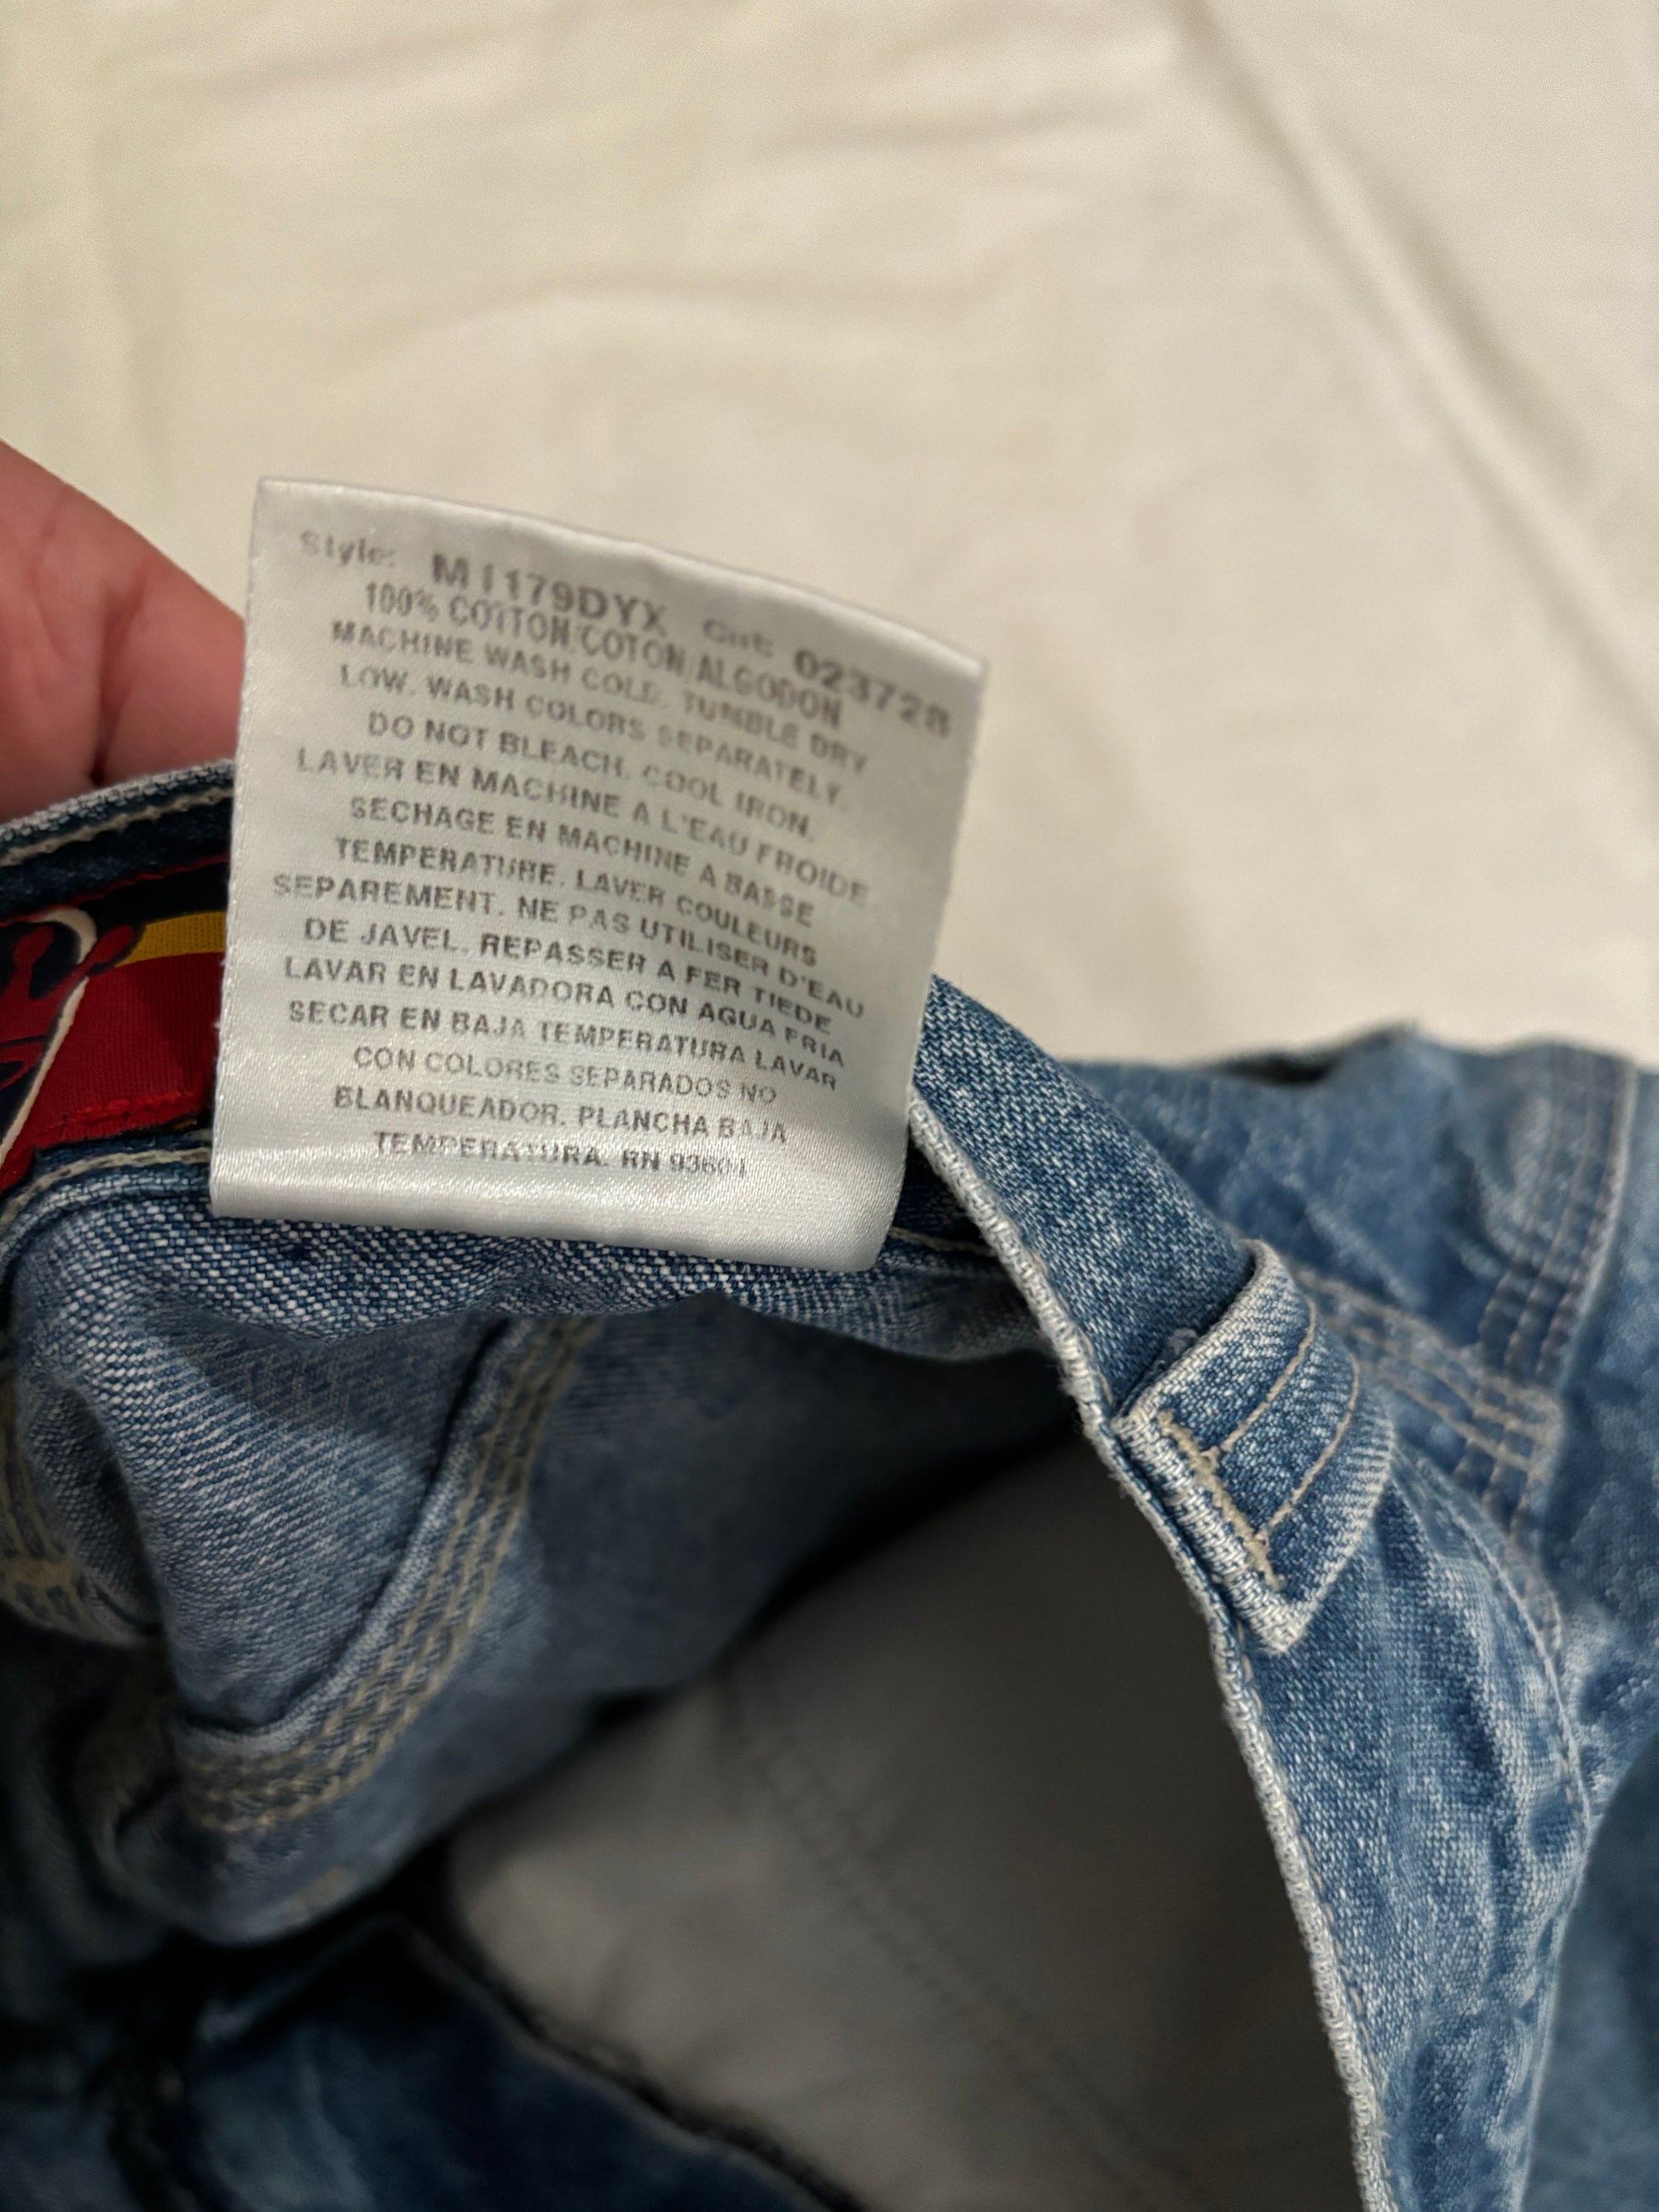 Style: M1179DYX Cut: 023728
100% COTTON/COTON/ALGODON
MACHINE WASH COLD. TUMBLE DRY
LOW. WASH COLORS SEPARATELY.
DO NOT BLEACH. COOL IRON.
LAVER EN MACHINE A L'EAU FROIDE
SECHAGE EN MACHINE A BASSE
TEMPERATURE. LAVER COULEURS
SEPAREMENT. NE PAS UTILISER D'EAU
DE JAVEL. REPASSER A FER TIEDE
LAVAR EN LAVADORA CON AGUA FRIA
SECAR EN BAJA TEMPERATURA LAVAR
CON COLORES SEPARADOS NO
BLANQUEADOR. PLANCHA BAJA
TEMPERATURA. RN 93604